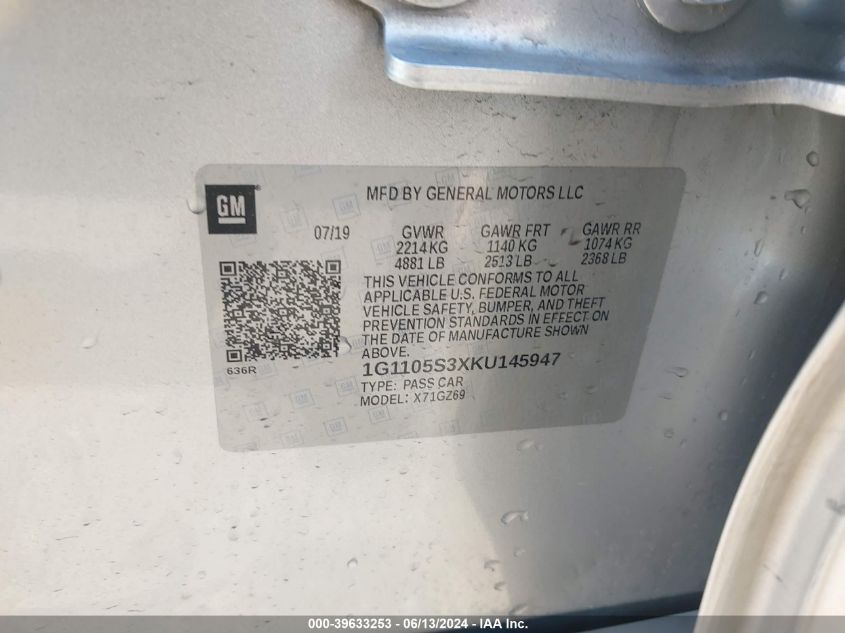 GM
MFD BY GENERAL MOTORS LLC
07/19 GVWR GAWR FRT GAWR RR
2214 KG 1140 KG 1074 KG
4881 LB 2513 LB 2368 LB
THIS VEHICLE CONFORMS TO ALL
APPLICABLE U.S. FEDERAL MOTOR
VEHICLE SAFETY, BUMPER, AND THEFT
PREVENTION STANDARDS IN EFFECT ON
THE DATE OF MANUFACTURE SHOWN
ABOVE.
636R
1G1105S3XKU145947
TYPE: PASS CAR
MODEL: X71GZ69
000-39633253 - 06/13/2024 - IAA Inc.